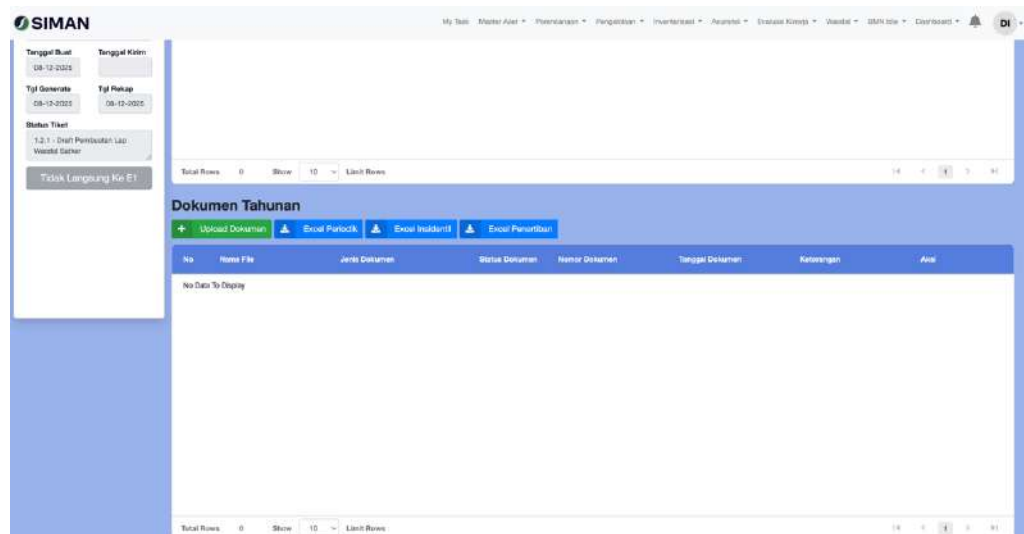 SIMAN
My Task Master Aset Perencanaan Pengelolaan Inventarisasi Asuransi Evaluasi Kinerja Wasdal BMN Idle Dashboard DI
Tanggal Buat Tanggal Kirim
08-12-2025
Tgl Generate Tgl Rekap
08-12-2025 08-12-2025
Status Tiket
1.2.1 - Draft Pembuatan Lap
Wasdal Satker
Tidak Langsung Ke E1
Total Rows 0 Show 10 Limit Rows 1
Dokumen Tahunan
Upload Dokumen Excel Periodik Excel Insidentil Excel Penertiban
No Nama File Jenis Dokumen Status Dokumen Nomor Dokumen Tanggal Dokumen Keterangan Aksi
No Data To Display
Total Rows 0 Show 10 Limit Rows 1